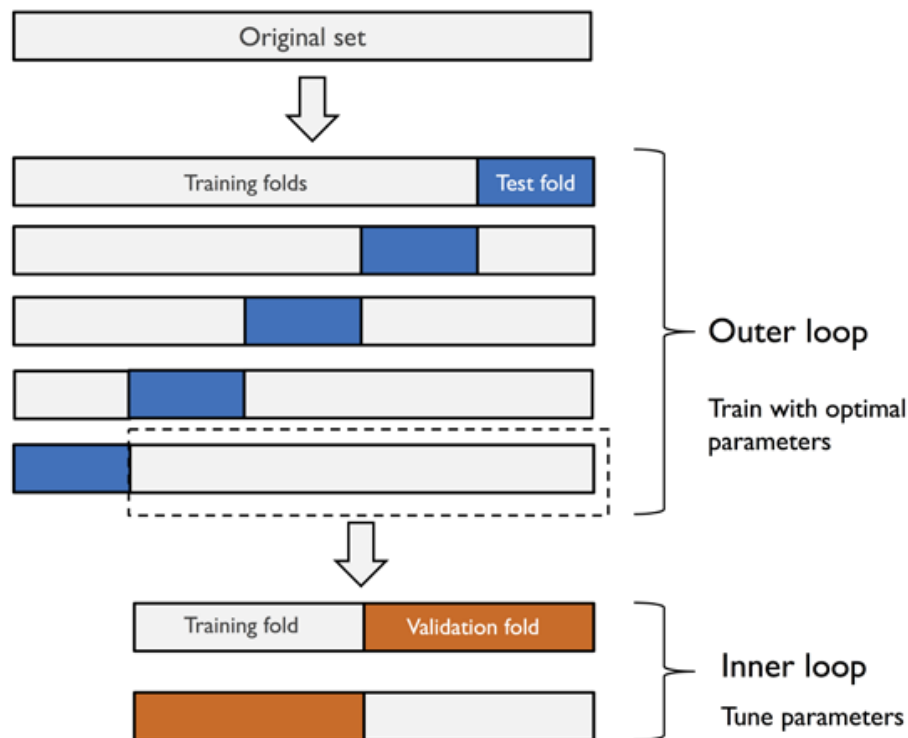 Original set
Training folds
Test fold
Outer loop
Train with optimal
parameters
Training fold
Validation fold
Inner loop
Tune parameters